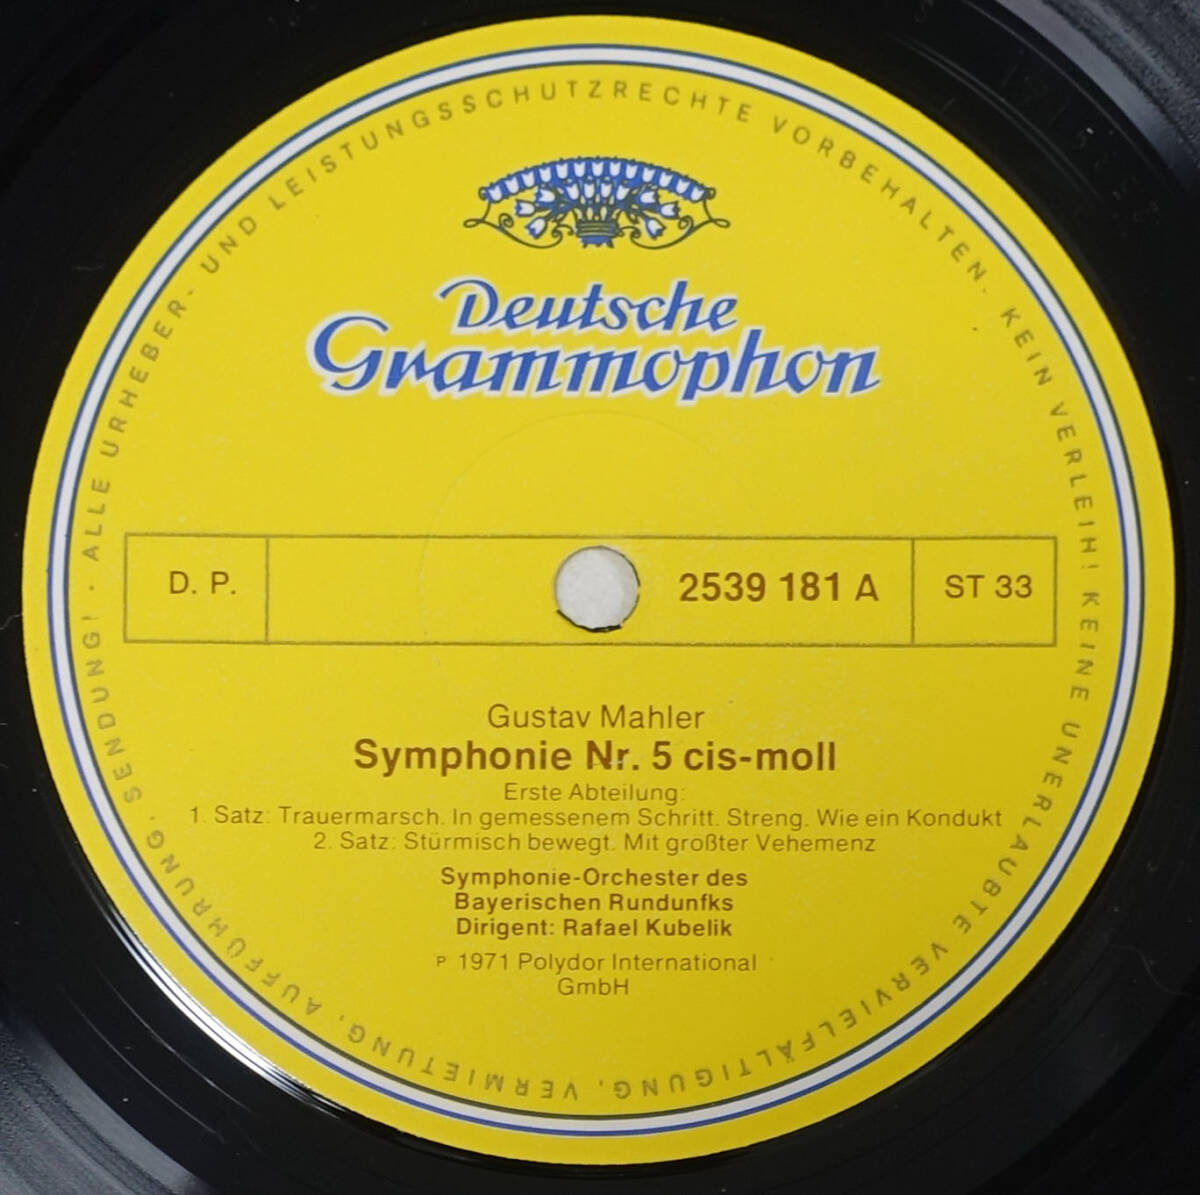 ALLE URHEBER- UND LEISTUNGSSCHUTZRECHTE VORBEHALTEN. KEIN VERLEIH! KEINE UNERLAUBTE VERVIELFÄLTIGUNG, VERMIETUNG, AUFFÜHRUNG, SENDUNG! ·
Deutsche
Grammophon
D. P. 2539 181 A ST 33
Gustav Mahler
Symphonie Nr. 5 cis-moll
Erste Abteilung:
1. Satz: Trauermarsch. In gemessenem Schritt. Streng. Wie ein Kondukt
2. Satz: Stürmisch bewegt. Mit größter Vehemenz
Symphonie-Orchester des
Bayerischen Rundunfks
Dirigent: Rafael Kubelik
P 1971 Polydor International
GmbH